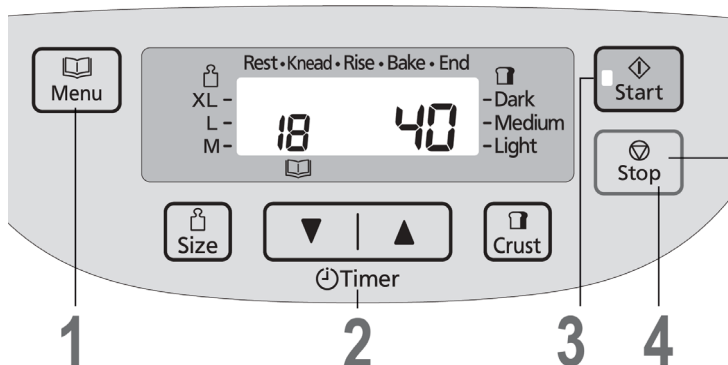 Menu
Rest • Knead • Rise • Bake • End
XL –
L –
M –
18
40
– Dark
– Medium
– Light
Start
Stop
Size
Timer
Crust
1
2
3
4